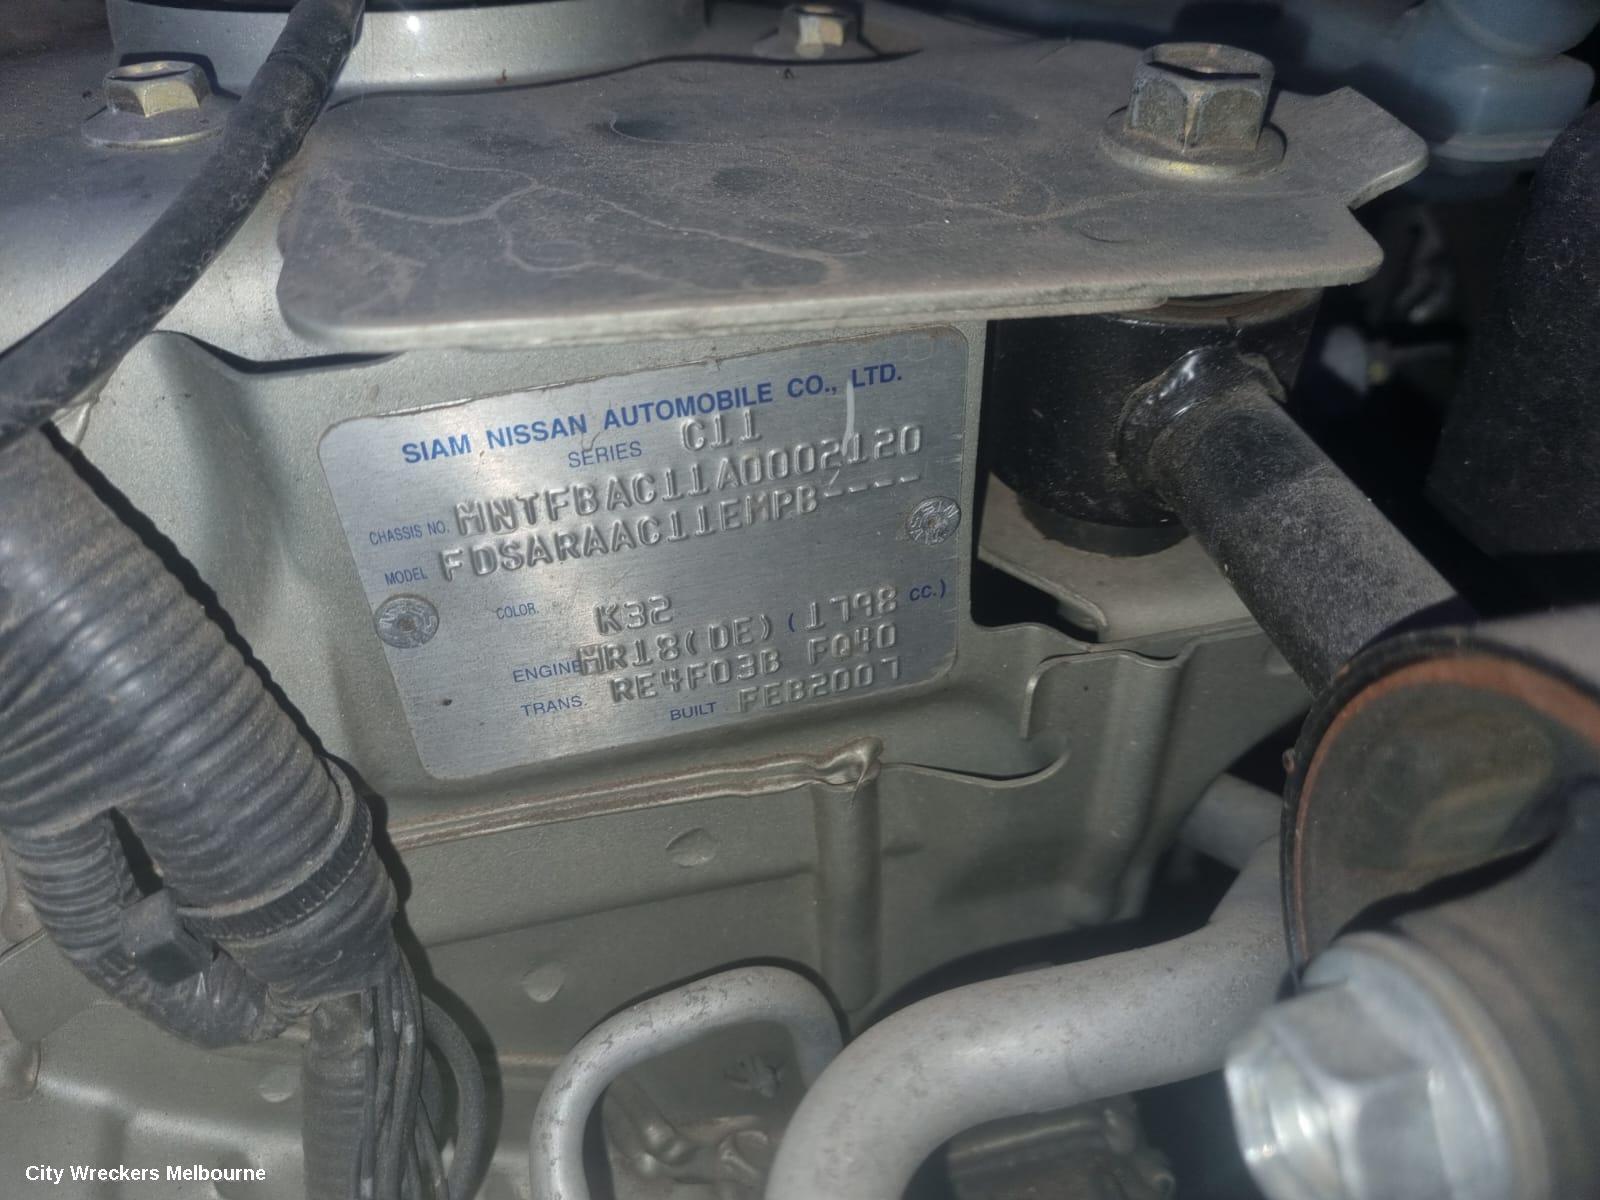 SIAM NISSAN AUTOMOBILE CO., LTD.
SERIES C11
CHASSIS NO. MNTFBAC11A0002120
MODEL FDSARAAC11EMPB----
COLOR. K32
ENGINE MR18(DE) (1798 CC.)
TRANS. RE4F03B FQ40
BUILT FEB2007
City Wreckers Melbourne